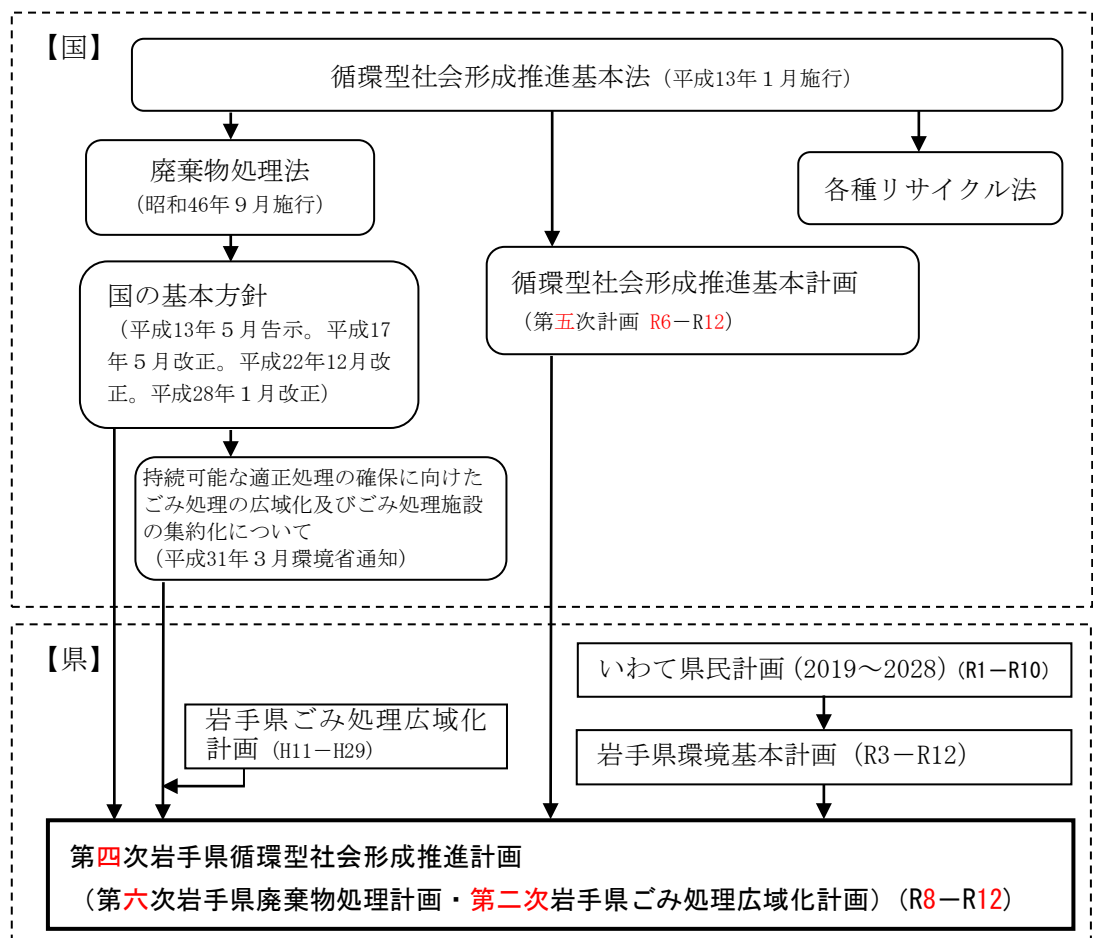 【国】
循環型社会形成推進基本法（平成13年１月施行）
廃棄物処理法
（昭和46年９月施行）
各種リサイクル法
国の基本方針
（平成13年５月告示。平成17
年５月改正。平成22年12月改
正。平成28年１月改正）
循環型社会形成推進基本計画
（第五次計画 R6－R12）
持続可能な適正処理の確保に向けた
ごみ処理の広域化及びごみ処理施設
の集約化について
（平成31年３月環境省通知）
【県】
いわて県民計画（2019～2028）（R1－R10）
岩手県ごみ処理広域化
計画（H11－H29）
岩手県環境基本計画（R3－R12）
第四次岩手県循環型社会形成推進計画
（第六次岩手県廃棄物処理計画・第二次岩手県ごみ処理広域化計画）（R8－R12）